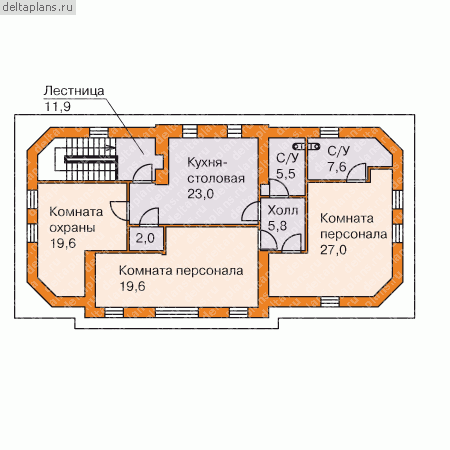 deltaplans.ru
Лестница
11,9
Кухня-
столовая
23,0
С/У
5,5
С/У
7,6
Комната
охраны
19,6
2,0
Холл
5,8
Комната
персонала
27,0
Комната персонала
19,6